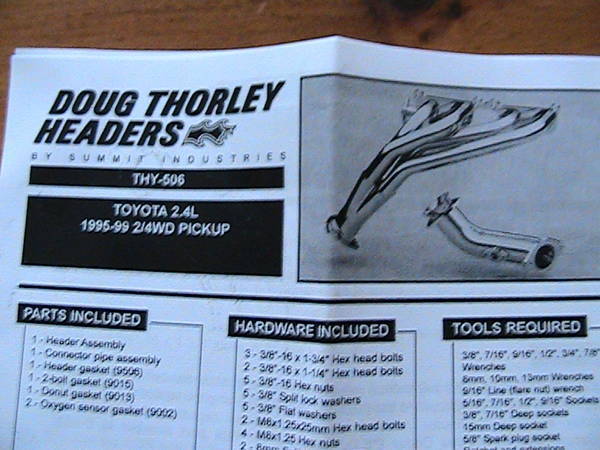 DOUG THORLEY
HEADERS
BY SUMMIT INDUSTRIES
THY-506
TOYOTA 2.4L
1995-99 2/4WD PICKUP
PARTS INCLUDED
1 - Header Assembly
1 - Connector pipe assembly
1 - Header gasket (9506)
1 - 2-bolt gasket (9015)
1 - Donut gasket (9013)
2 - Oxygen sensor gasket (9002)
HARDWARE INCLUDED
3 - 3/8"-16 x 1-3/4" Hex head bolts
2 - 3/8"-16 x 1-1/4" Hex head bolts
5 - 3/8"-16 Hex nuts
5 - 3/8" Split lock washers
5 - 3/8" Flat washers
2 - M8x1.25x25mm Hex head bolts
4 - M8x1.25 Hex nuts
TOOLS REQUIRED
3/8", 7/16", 9/16", 1/2", 3/4", 7/8"
Wrenches
8mm, 10mm, 13mm Wrenches
9/16" Line (flare nut) wrench
5/16", 7/16", 1/2", 9/16" Sockets
3/8", 7/16" Deep sockets
15mm Deep socket
5/8" Spark plug socket
Ratchet and extensions